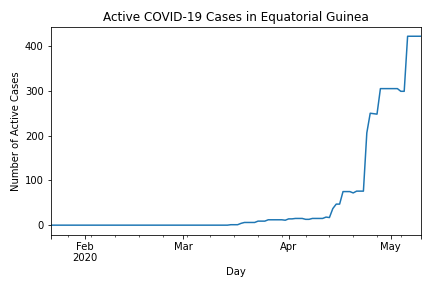 Active COVID-19 Cases in Equatorial Guinea
Number of Active Cases
400
300
200
100
0
Feb
2020
Mar
Apr
May
Day